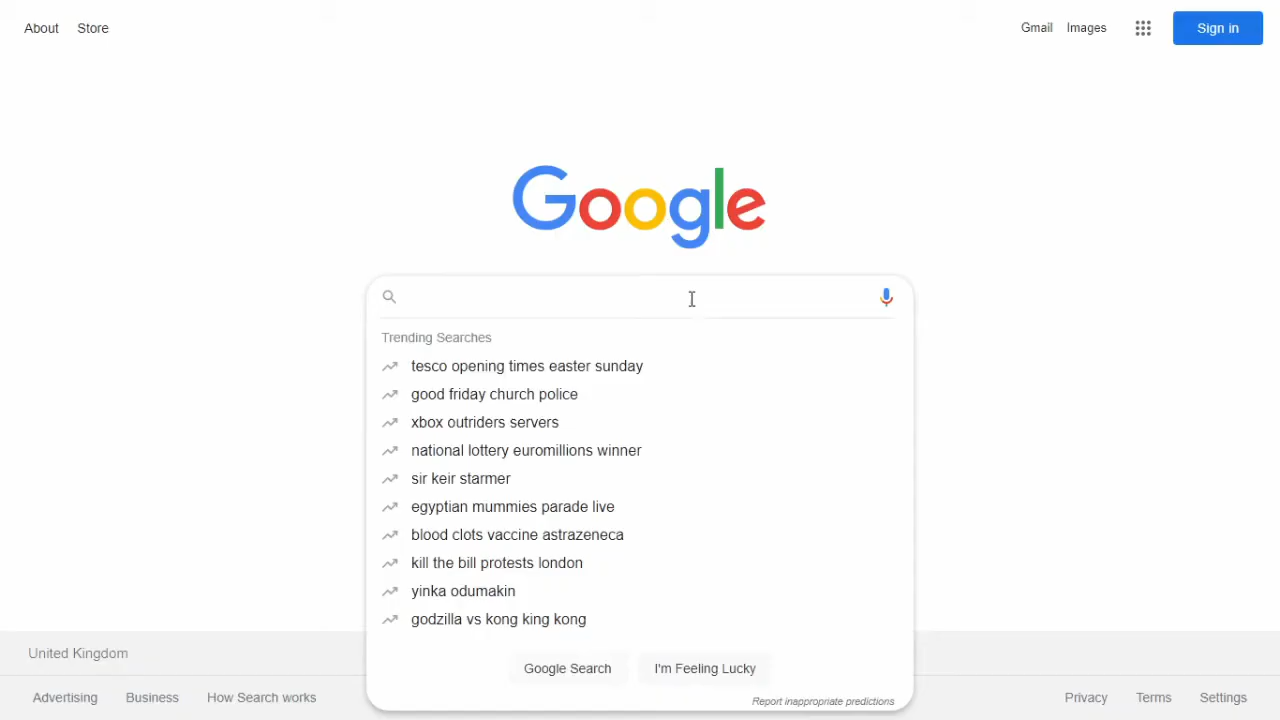 About Store Gmail Images Sign in
Google
Trending Searches
tesco opening times easter sunday
good friday church police
xbox outriders servers
national lottery euromillions winner
sir keir starmer
egyptian mummies parade live
blood clots vaccine astrazeneca
kill the bill protests london
yinka odumakin
godzilla vs kong king kong
United Kingdom
Google Search I'm Feeling Lucky
Advertising Business How Search works Privacy Terms Settings
Report inappropriate predictions